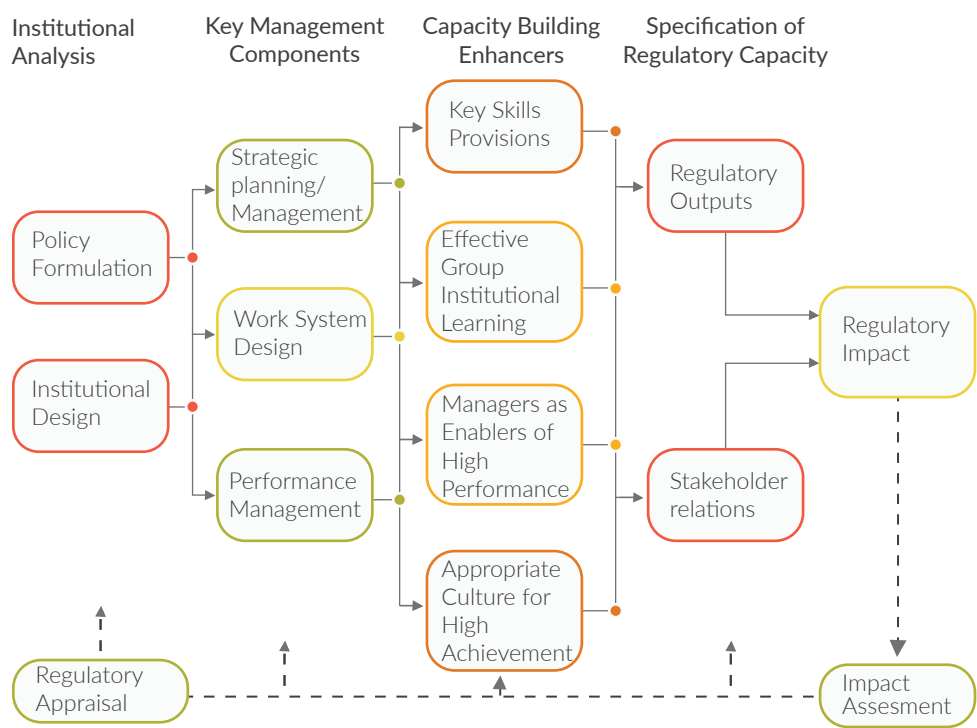 Institutional
Analysis
Key Management
Components
Capacity Building
Enhancers
Specification of
Regulatory Capacity
Policy
Formulation
Institutional
Design
Strategic
planning/
Management
Work System
Design
Performance
Management
Key Skills
Provisions
Effective
Group
Institutional
Learning
Managers as
Enablers of
High
Performance
Appropriate
Culture for
High
Achievement
Regulatory
Outputs
Stakeholder
relations
Regulatory
Impact
Regulatory
Appraisal
Impact
Assesment